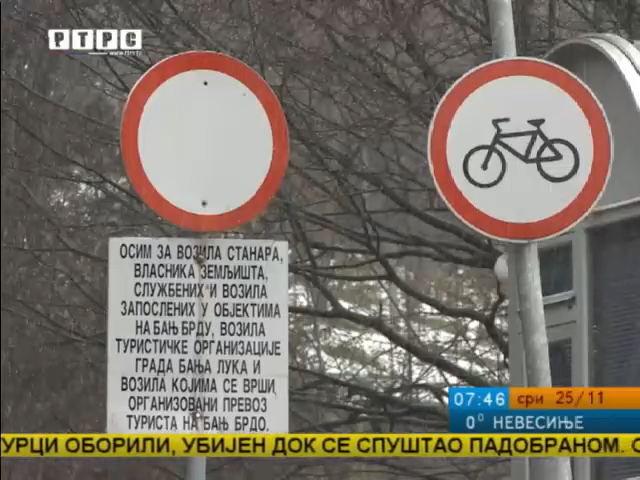 РТРС
ОСИМ ЗА ВОЗИЛА СТАНАРА,
ВЛАСНИКА ЗЕМЉИШТА,
СЛУЖБЕНИХ И ВОЗИЛА
ЗАПОСЛЕНИХ У ОБЈЕКТИМА
НА БАЊ БРДУ, ВОЗИЛА
ТУРИСТИЧКЕ ОРГАНИЗАЦИЈЕ
ГРАДА БАЊА ЛУКА И
ВОЗИЛА КОЈИМА СЕ ВРШИ
ОРГАНИЗОВАНИ ПРЕВОЗ
ТУРИСТА НА БАЊ БРДО.
07:46 сри 25/11
0° НЕВЕСИЊЕ
УРЦИ ОБОРИЛИ, УБИЈЕН ДОК СЕ СПУШТАО ПАДОБРАНОМ.